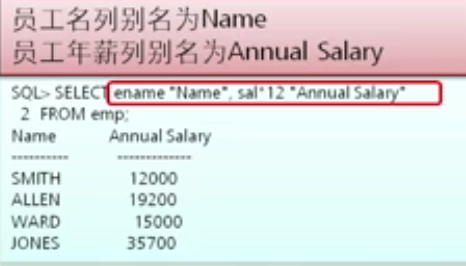 员工名列别名为Name
员工年薪列别名为Annual Salary
SQL> SELECT ename "Name", sal*12 "Annual Salary"
2 FROM emp;
Name Annual Salary
---------- -------------
SMITH 12000
ALLEN 19200
WARD 15000
JONES 35700